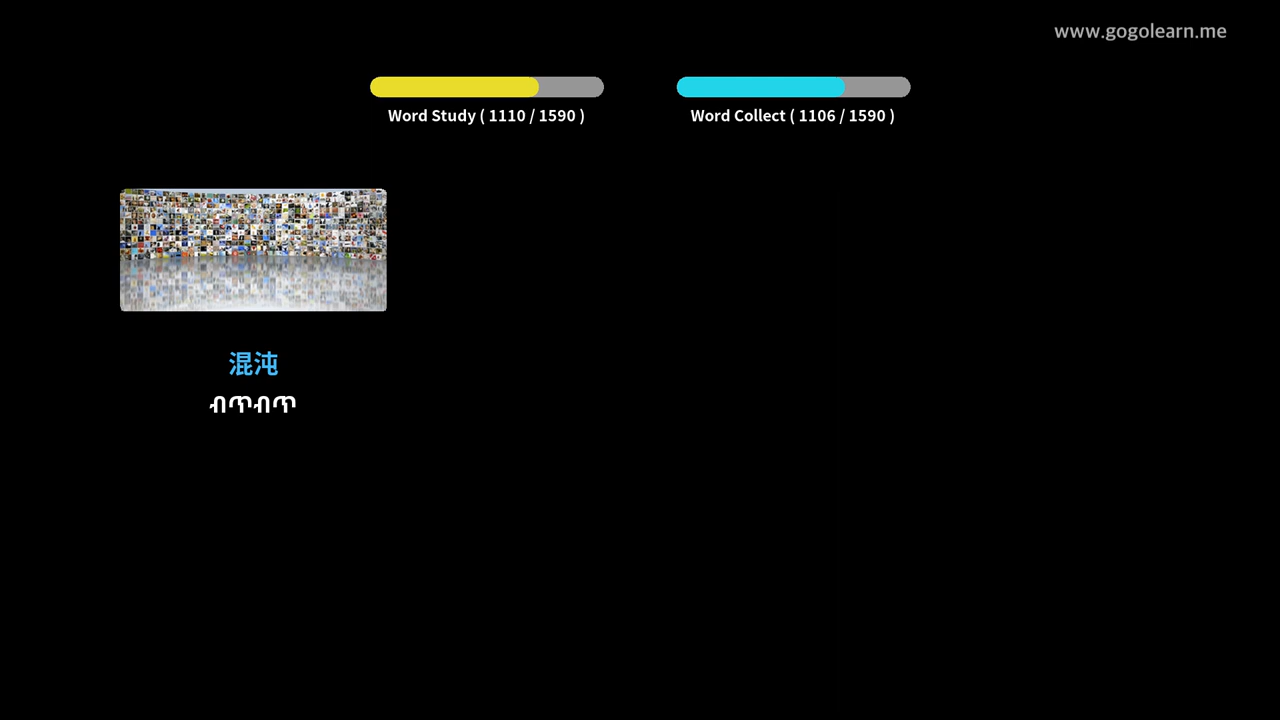 www.gogolearn.me
Word Study ( 1110 / 1590 )
Word Collect ( 1106 / 1590 )
混沌
ብጥብጥ